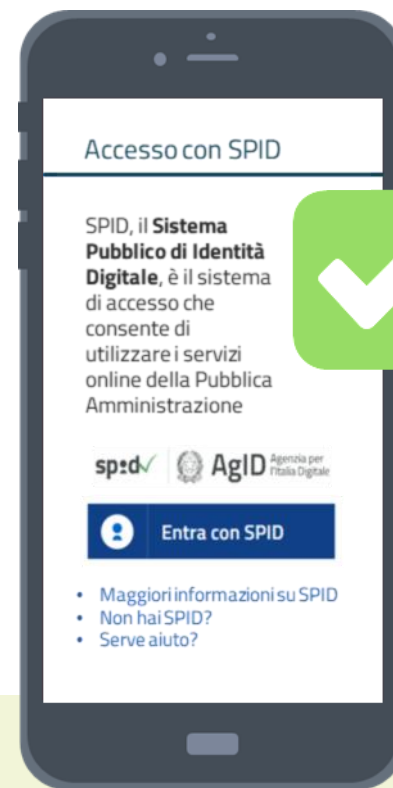 Accesso con SPID
SPID, il Sistema
Pubblico di Identità
Digitale, è il sistema
di accesso che
consente di
utilizzare i servizi
online della Pubblica
Amministrazione
sp:d AgID Agenzia per
l'Italia Digitale
Entra con SPID
• Maggiori informazioni su SPID
• Non hai SPID?
• Serve aiuto?